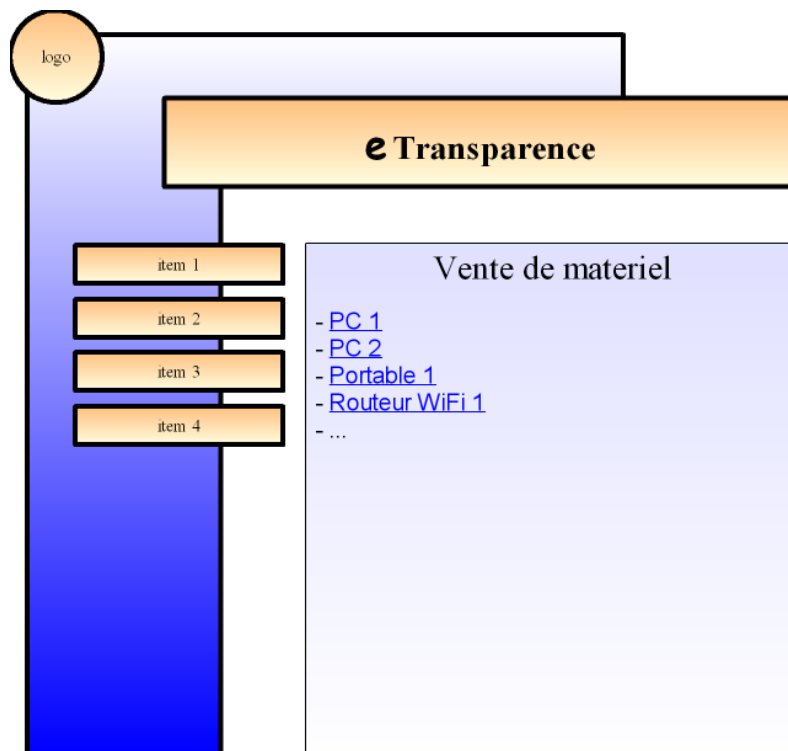 logo
e Transparence
item 1
item 2
item 3
item 4
Vente de materiel
- PC 1
- PC 2
- Portable 1
- Routeur WiFi 1
- ...